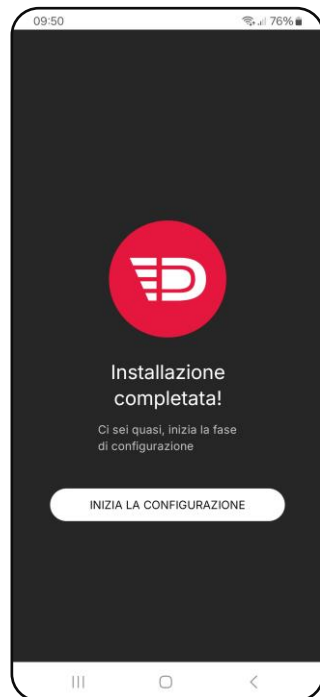 09:50 76%
Installazione
completata!
Ci sei quasi, inizia la fase
di configurazione
INIZIA LA CONFIGURAZIONE